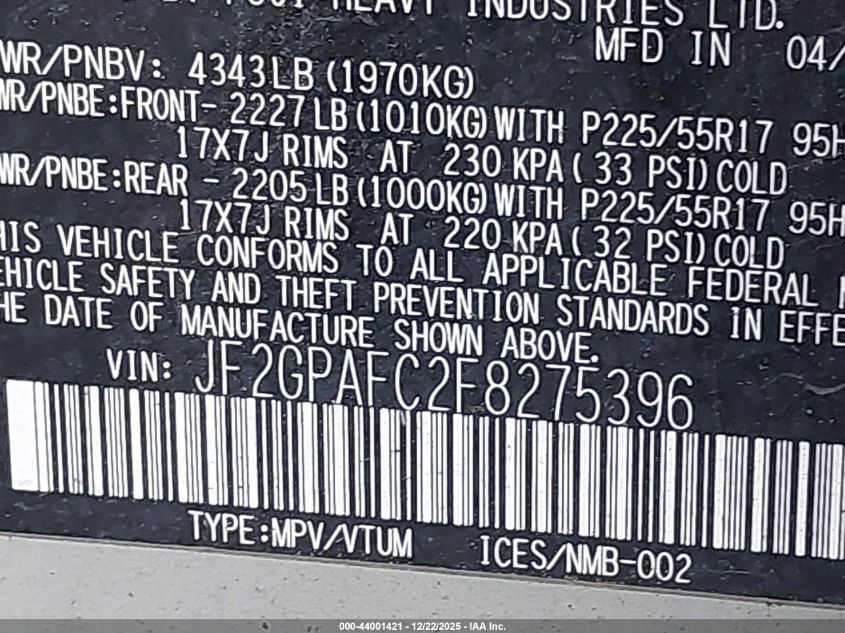 FUJI HEAVY INDUSTRIES LTD.
MFD IN 04/
WR/PNBV: 4343LB (1970KG)
WR/PNBE:FRONT- 2227 LB (1010KG) WITH P225/55R17 95H
17X7J RIMS AT 230 KPA( 33 PSI) COLD
WR/PNBE:REAR - 2205 LB (1000KG) WITH P225/55R17 95H
17X7J RIMS AT 220 KPA( 32 PSI) COLD
HIS VEHICLE CONFORMS TO ALL APPLICABLE FEDERAL M
EHICLE SAFETY AND THEFT PREVENTION STANDARDS IN EFFE
HE DATE OF MANUFACTURE SHOWN ABOVE.
VIN: JF2GPAFC2F8275396
TYPE:MPV/VTUM ICES/NMB-002
000-44001421 - 12/22/2025 - IAA Inc.